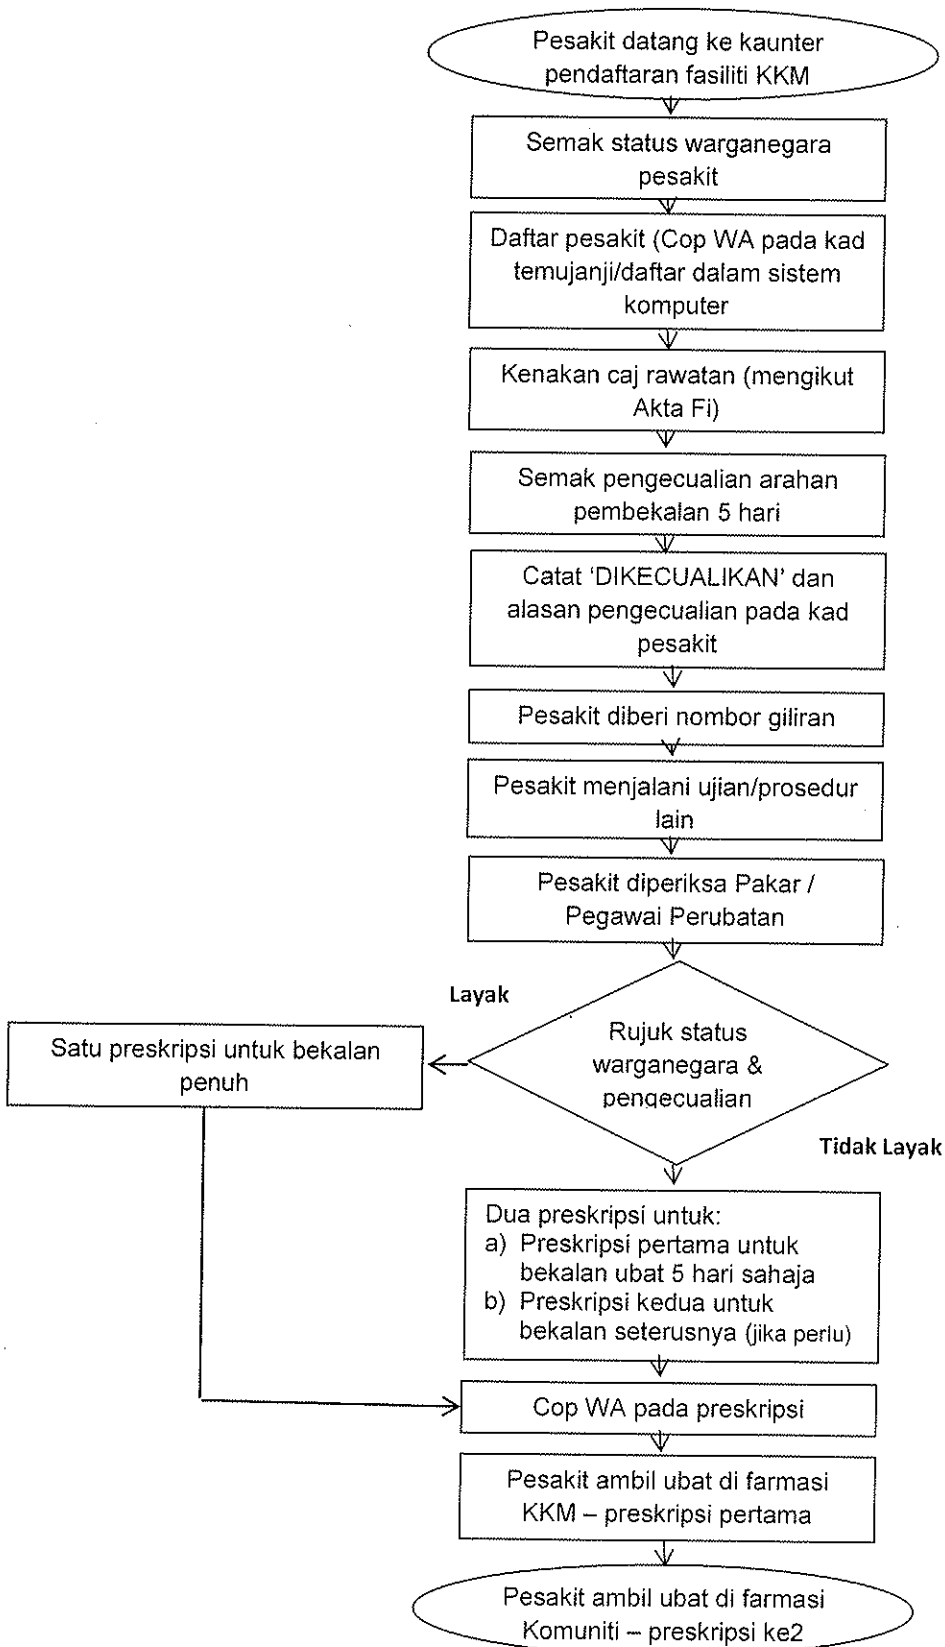 Pesakit datang ke kaunter
pendaftaran fasiliti KKM
Semak status warganegara
pesakit
Daftar pesakit (Cop WA pada kad
temujanji/daftar dalam sistem
komputer
Kenakan caj rawatan (mengikut
Akta Fi)
Semak pengecualian arahan
pembekalan 5 hari
Catat ‘DIKECUALIKAN’ dan
alasan pengecualian pada kad
pesakit
Pesakit diberi nombor giliran
Pesakit menjalani ujian/prosedur
lain
Pesakit diperiksa Pakar /
Pegawai Perubatan
Rujuk status
warganegara &
pengecualian
Layak
Satu preskripsi untuk bekalan
penuh
Tidak Layak
Dua preskripsi untuk:
a) Preskripsi pertama untuk
bekalan ubat 5 hari sahaja
b) Preskripsi kedua untuk
bekalan seterusnya (jika perlu)
Cop WA pada preskripsi
Pesakit ambil ubat di farmasi
KKM – preskripsi pertama
Pesakit ambil ubat di farmasi
Komuniti – preskripsi ke2